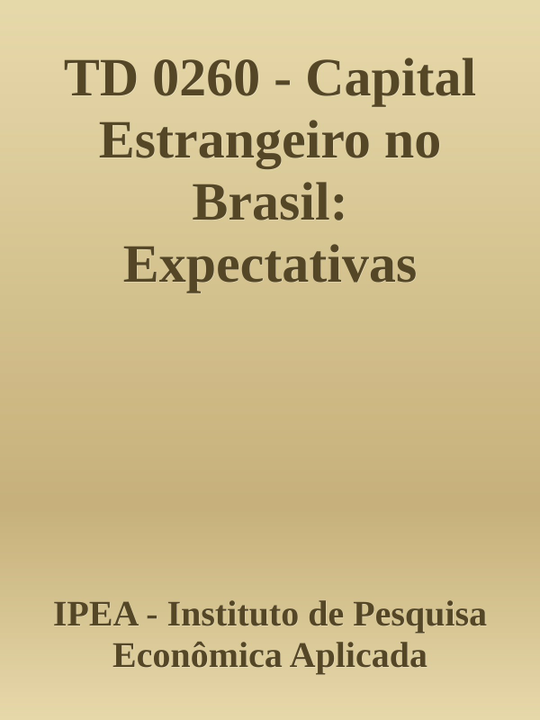 TD 0260 - Capital
Estrangeiro no
Brasil:
Expectativas
IPEA - Instituto de Pesquisa
Econômica Aplicada